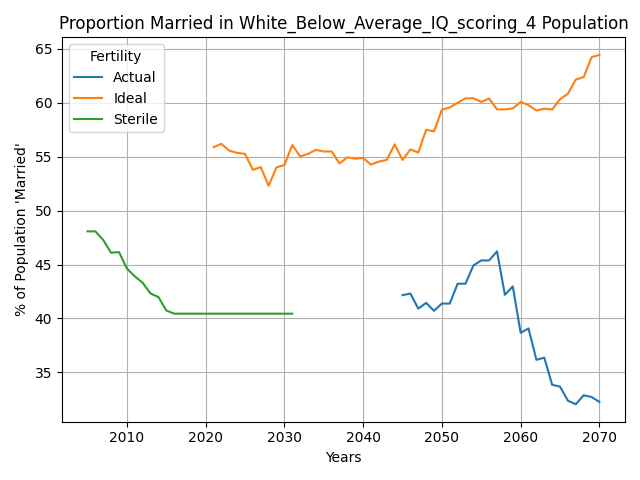 Proportion Married in White_Below_Average_IQ_scoring_4 Population
Fertility
Actual
Ideal
Sterile
65
60
55
50
45
40
35
% of Population 'Married'
2010 2020 2030 2040 2050 2060 2070
Years